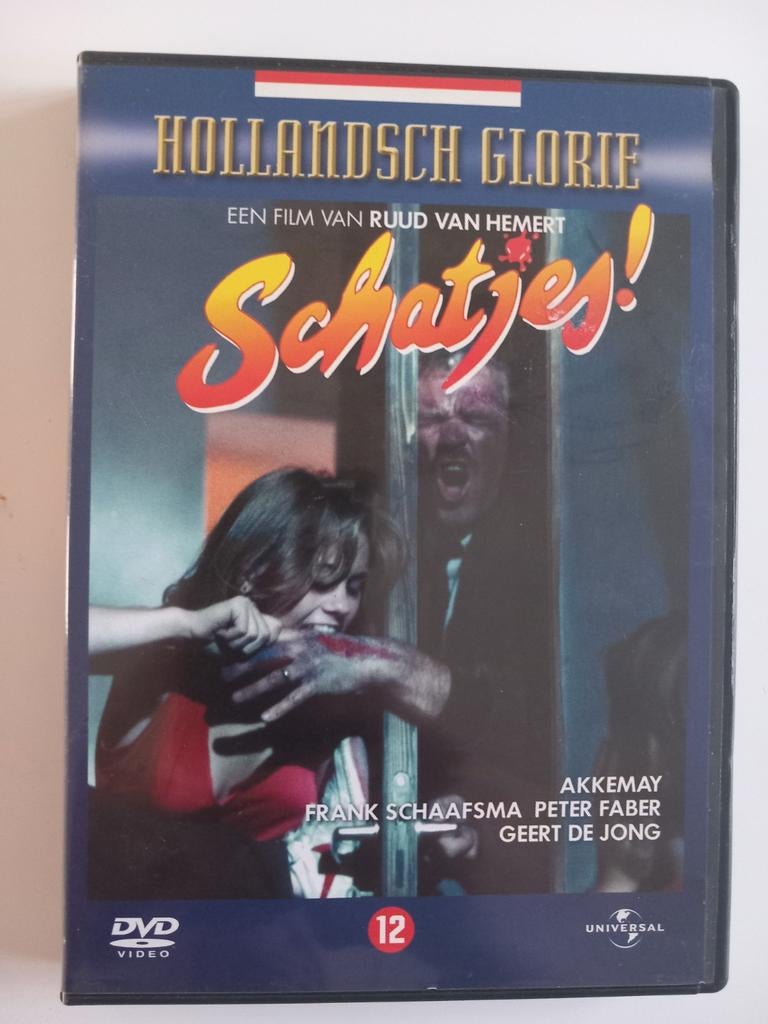 HOLLANDSCH GLORIE
EEN FILM VAN RUUD VAN HEMERT
Schatjes!
AKKEMAY
FRANK SCHAAFSMA PETER FABER
GEERT DE JONG
DVD
VIDEO
12
UNIVERSAL